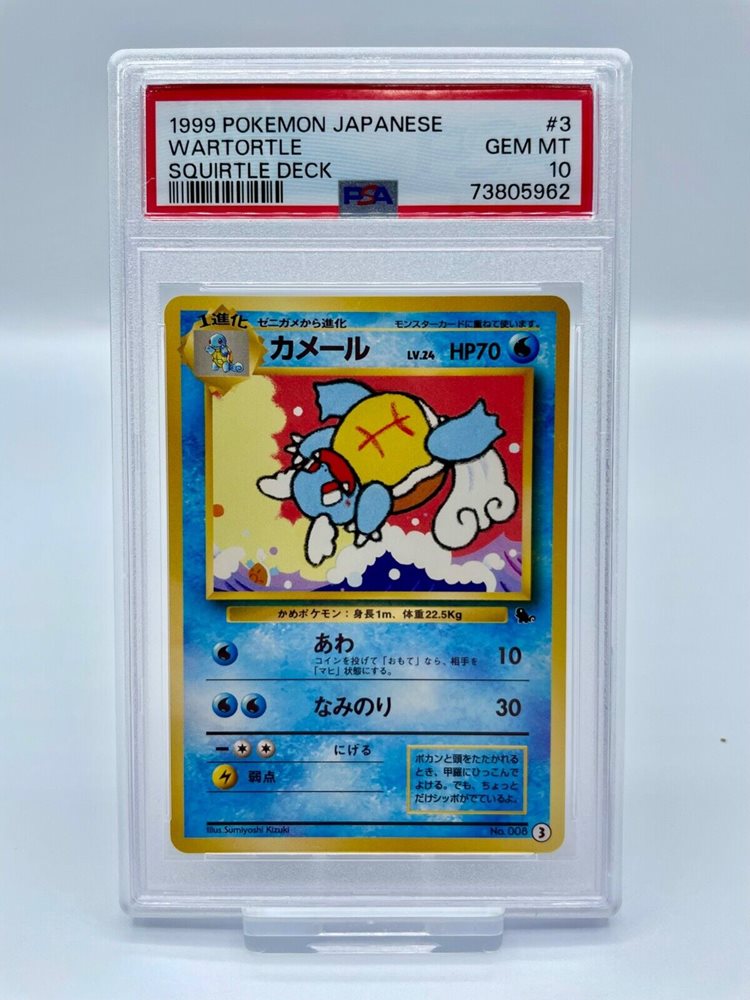 1999 POKEMON JAPANESE #3
WARTORTLE GEM MT
SQUIRTLE DECK 10
PSA 73805962
1進化 ゼニガメから進化 モンスターカードに重ねて使います。
カメール LV.24 HP70
かめポケモン：身長1m、体重22.5Kg
あわ 10
コインを投げて「おもて」なら、相手を
「マヒ」状態にする。
なみのり 30
にげる
弱点
ポカンと頭をたたかれる
とき、甲羅にひっこんで
よける。でも、ちょっと
だけシッポがでているよ。
Illus.Sumiyoshi Kizuki No. 008 3